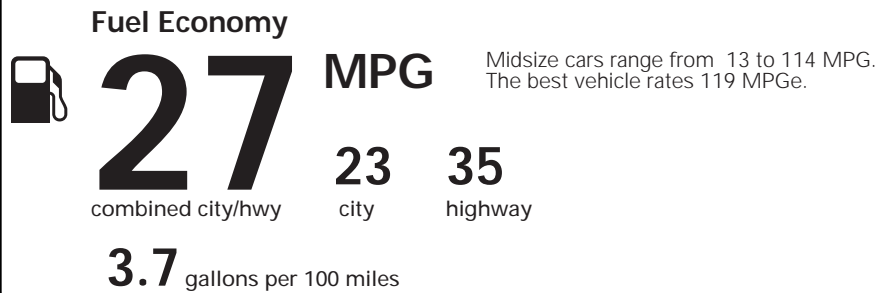 Fuel Economy
27 MPG
Midsize cars range from 13 to 114 MPG.
The best vehicle rates 119 MPGe.
23 35
combined city/hwy city highway
3.7 gallons per 100 miles